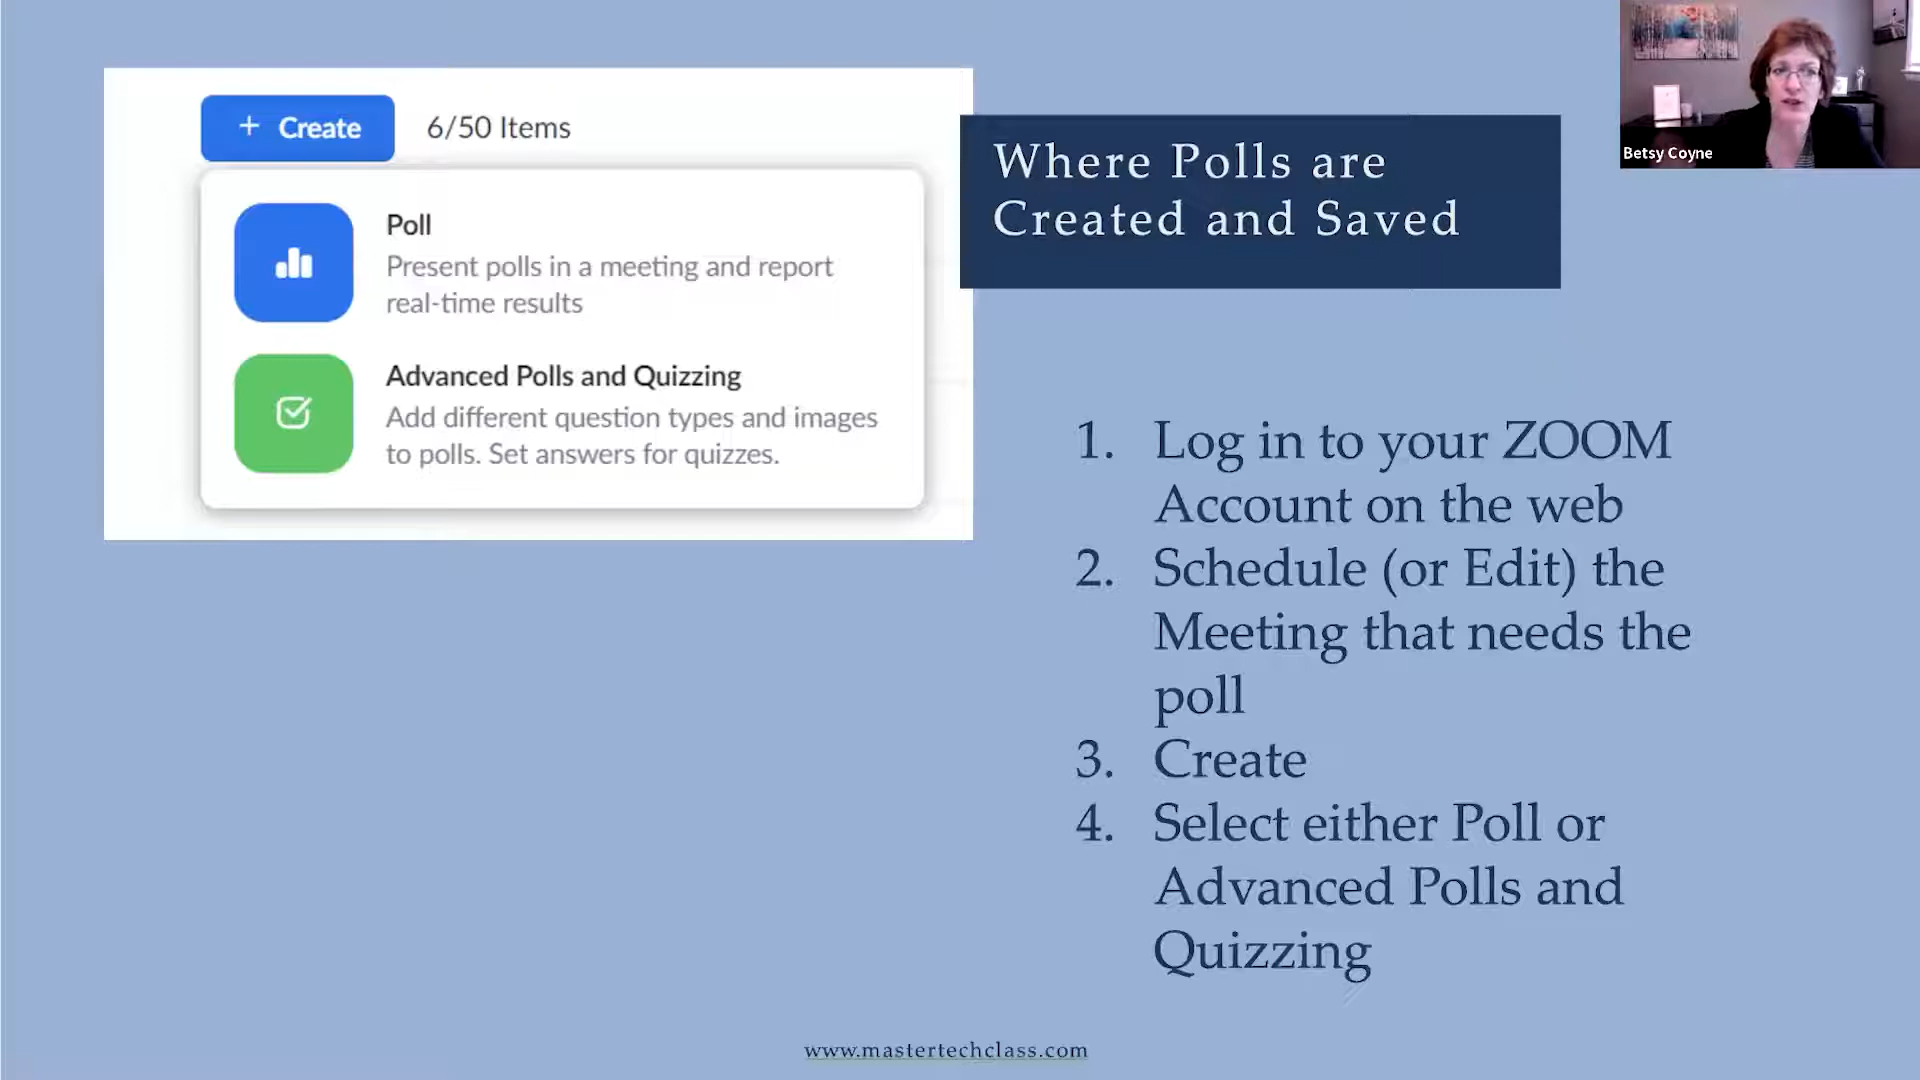 + Create 6/50 Items
Poll
Present polls in a meeting and report
real-time results
Advanced Polls and Quizzing
Add different question types and images
to polls. Set answers for quizzes.
Where Polls are
Created and Saved
Betsy Coyne
1. Log in to your ZOOM
Account on the web
2. Schedule (or Edit) the
Meeting that needs the
poll
3. Create
4. Select either Poll or
Advanced Polls and
Quizzing
www.mastertechclass.com